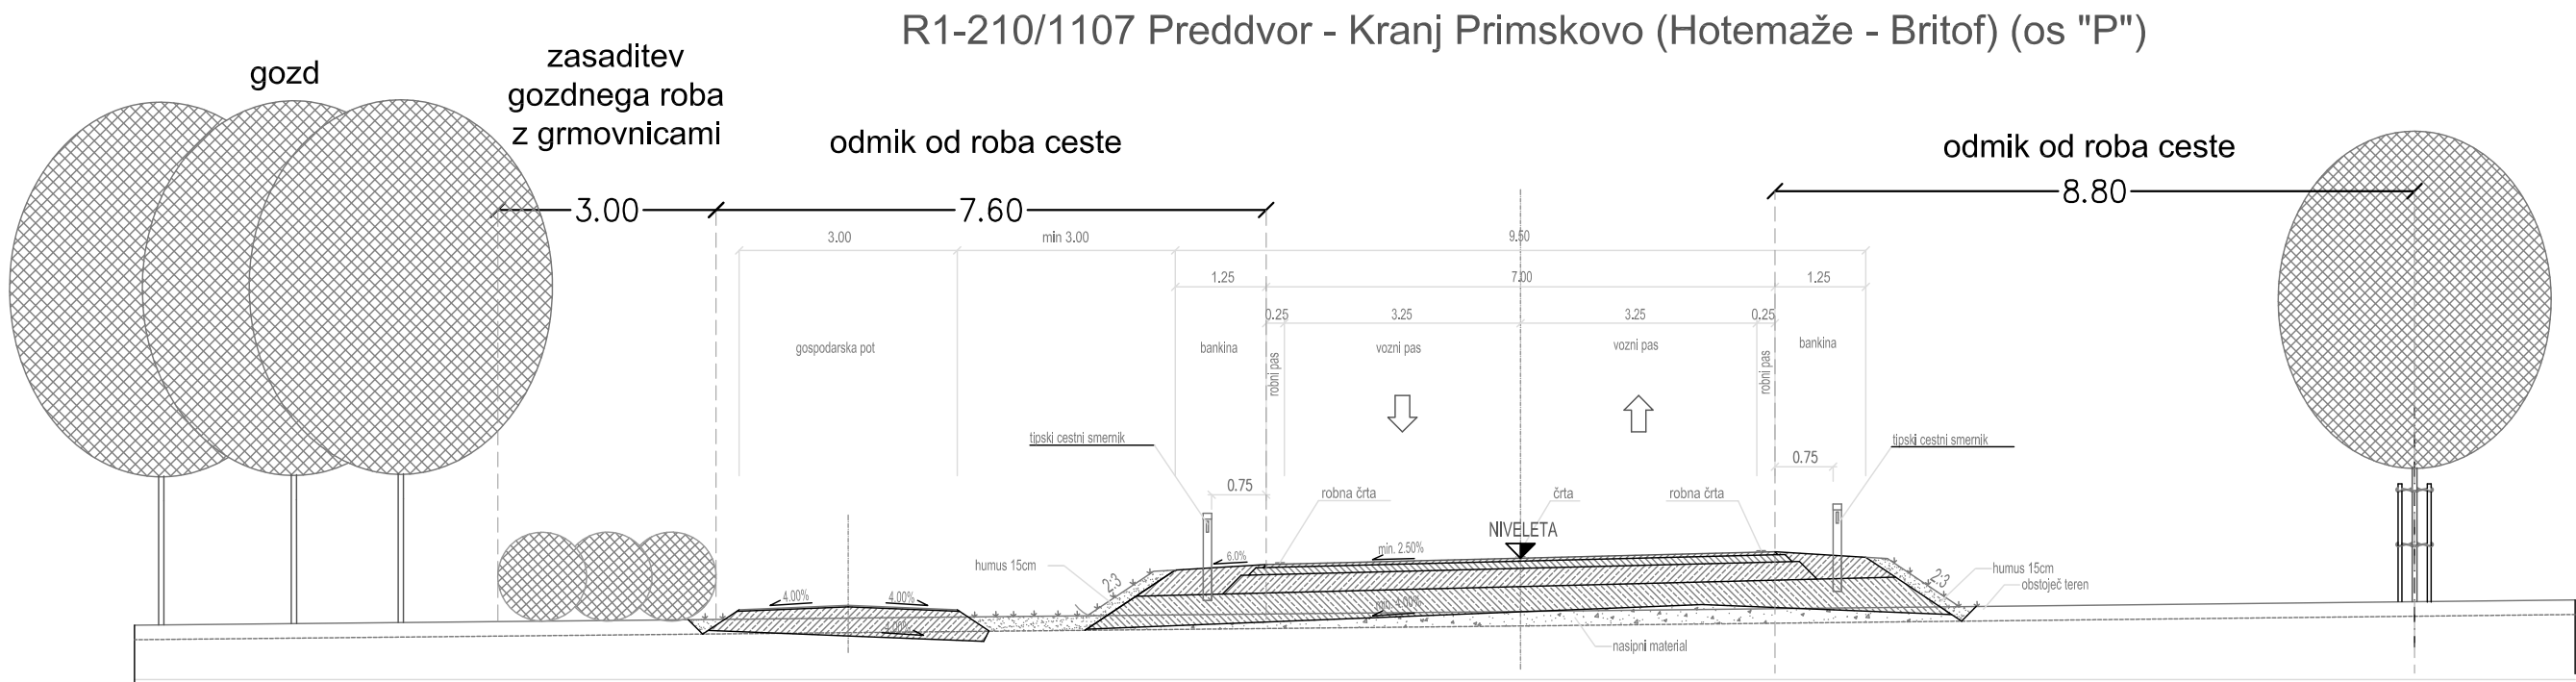 R1-210/1107 Preddvor - Kranj Primskovo (Hotemaže - Britof) (os "P")
gozd
zasaditev
gozdnega roba
z grmovnicami
odmik od roba ceste
odmik od roba ceste
3.00
7.60
8.80
3.00
min 3.00
9.50
1.25
7.00
1.25
0.25
3.25
3.25
0.25
gospodarska pot
bankina
robni pas
vozni pas
vozni pas
robni pas
bankina
tipski cestni smernik
tipski cestni smernik
0.75
0.75
robna črta
črta
robna črta
NIVELETA
min. 2.50%
6.0%
humus 15cm
2:3
2:3
humus 15cm
obstoječ teren
4.00%
4.00%
4.00%
min. 4.00%
nasipni material